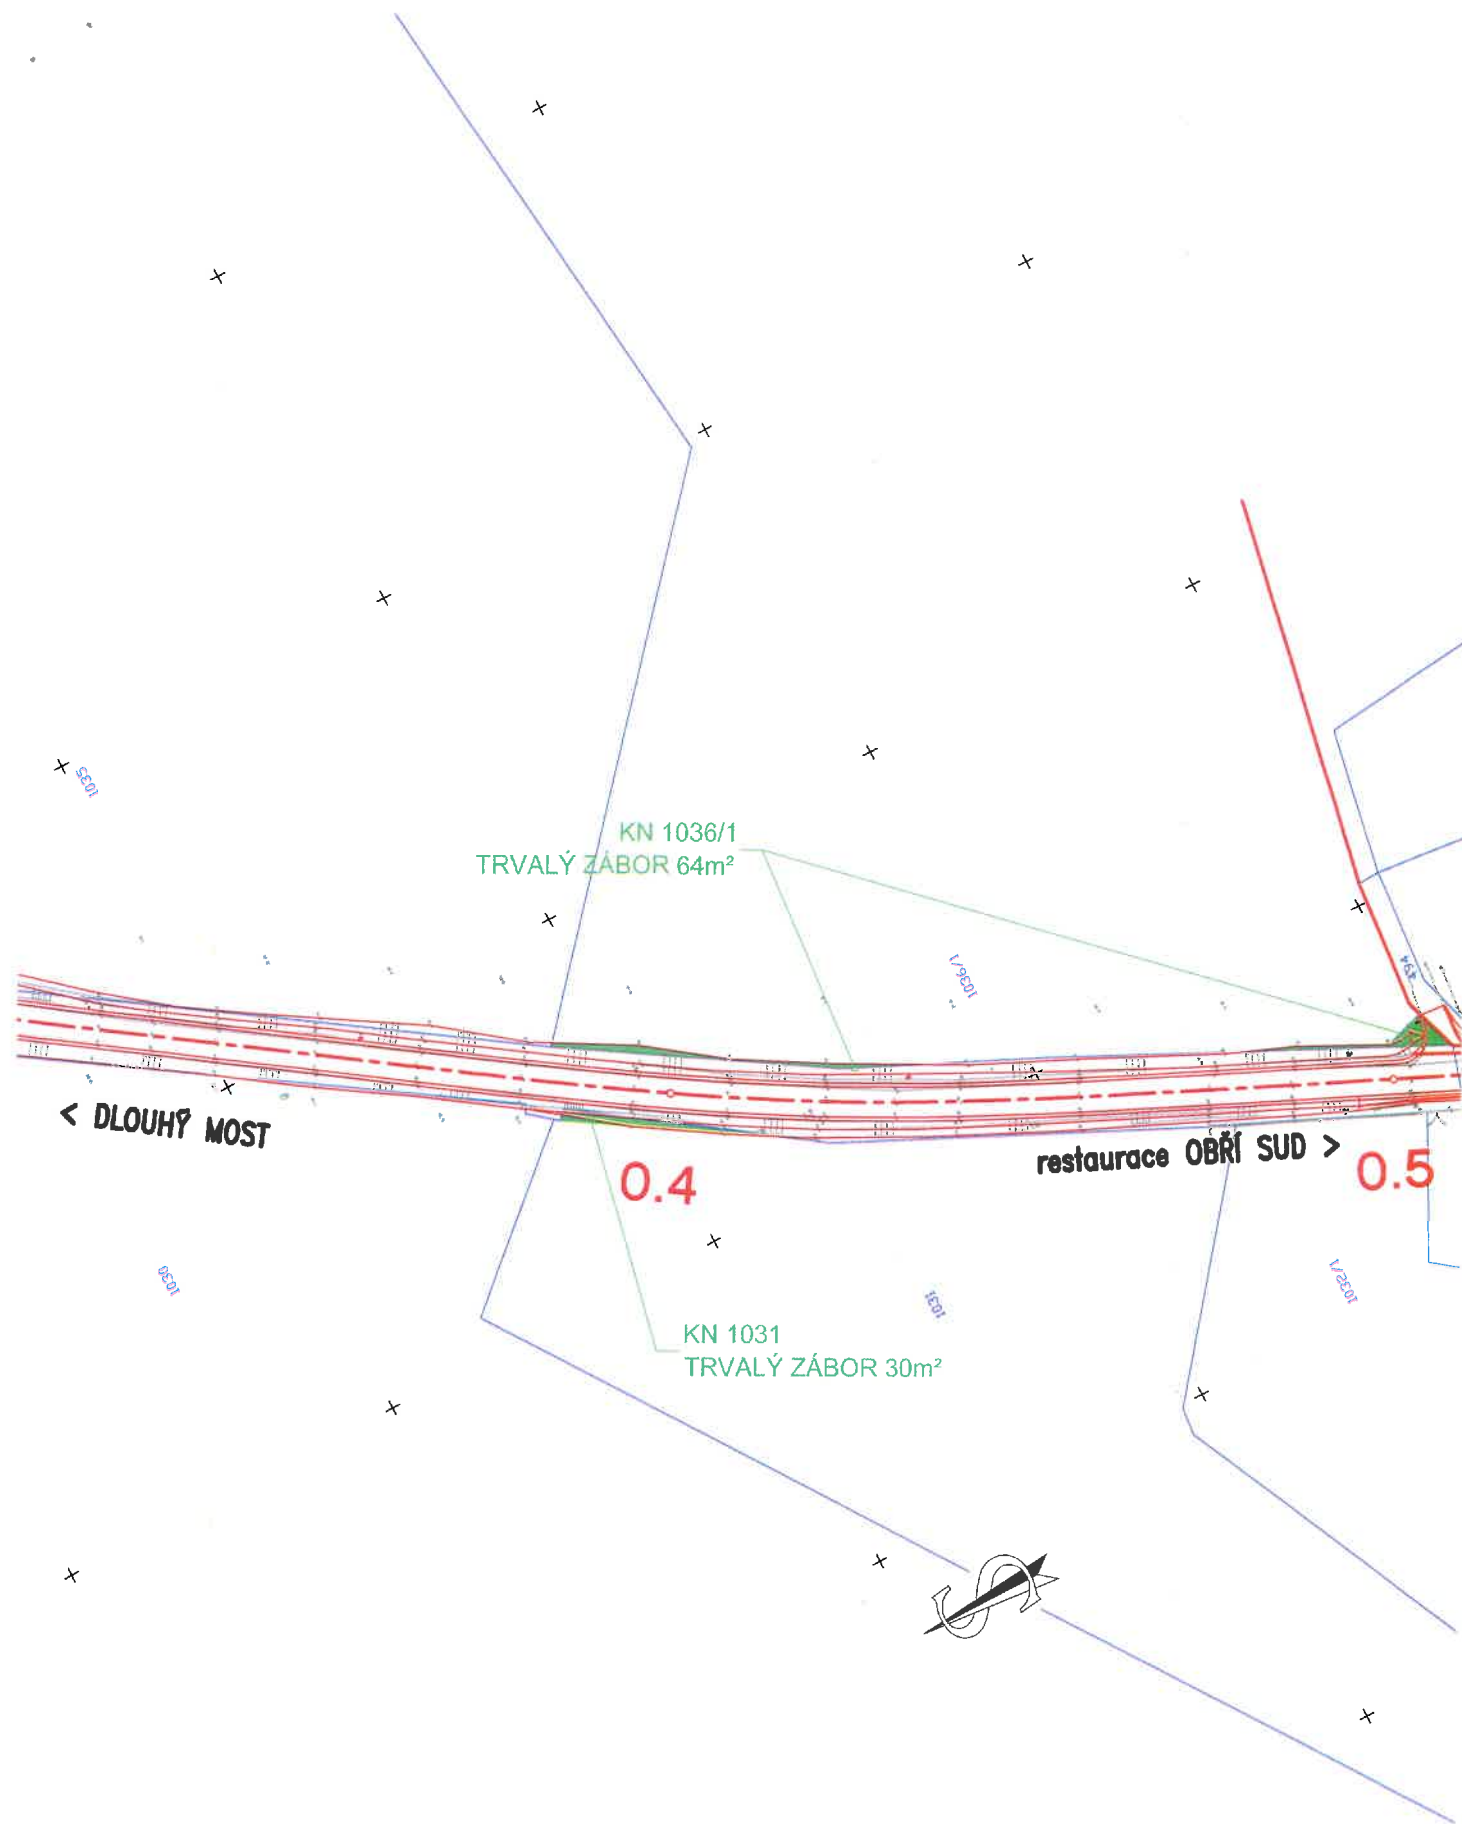 1035
KN 1036/1
TRVALÝ ZÁBOR 64m²
1036/1
494
< DLOUHÝ MOST
restaurace OBŘÍ SUD >
0.4
0.5
1030
1031
1032/1
KN 1031
TRVALÝ ZÁBOR 30m²
S